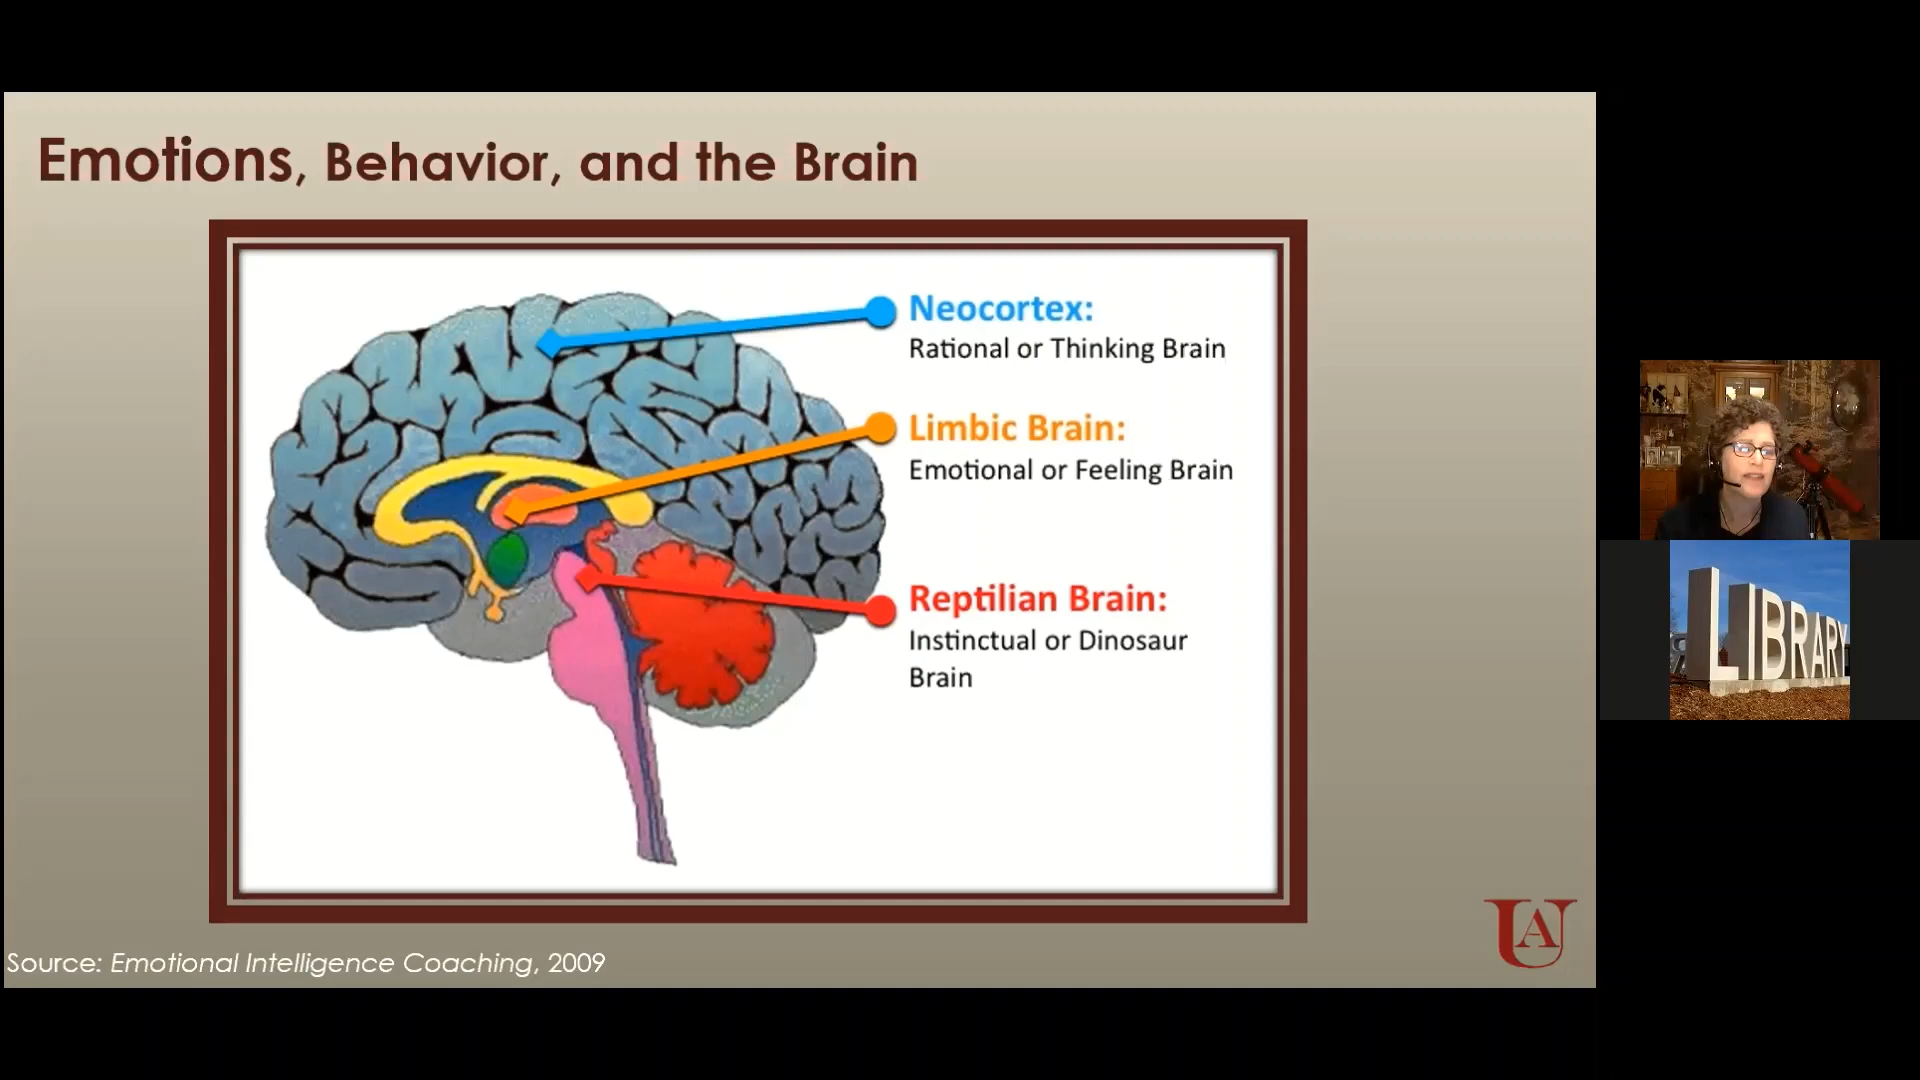 Emotions, Behavior, and the Brain
Neocortex:
Rational or Thinking Brain
Limbic Brain:
Emotional or Feeling Brain
Reptilian Brain:
Instinctual or Dinosaur
Brain
Source: Emotional Intelligence Coaching, 2009
UA
LIBRARY